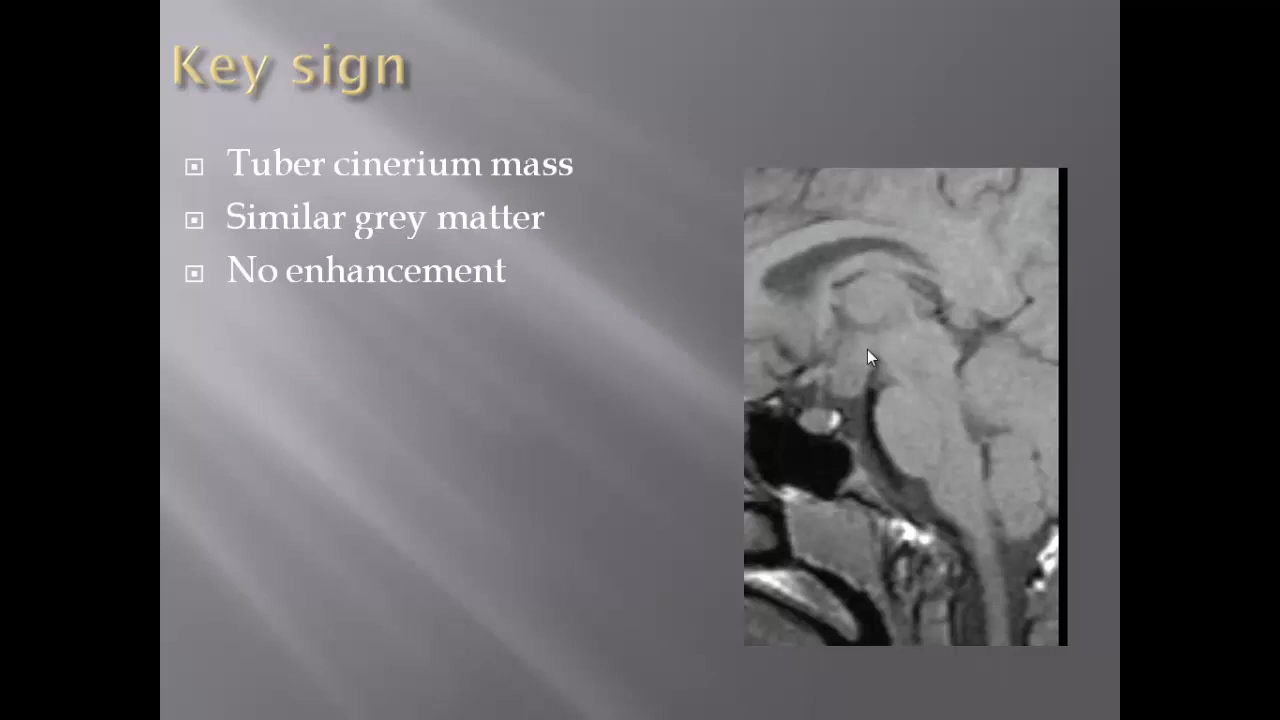 Key sign
Tuber cinerium mass
Similar grey matter
No enhancement